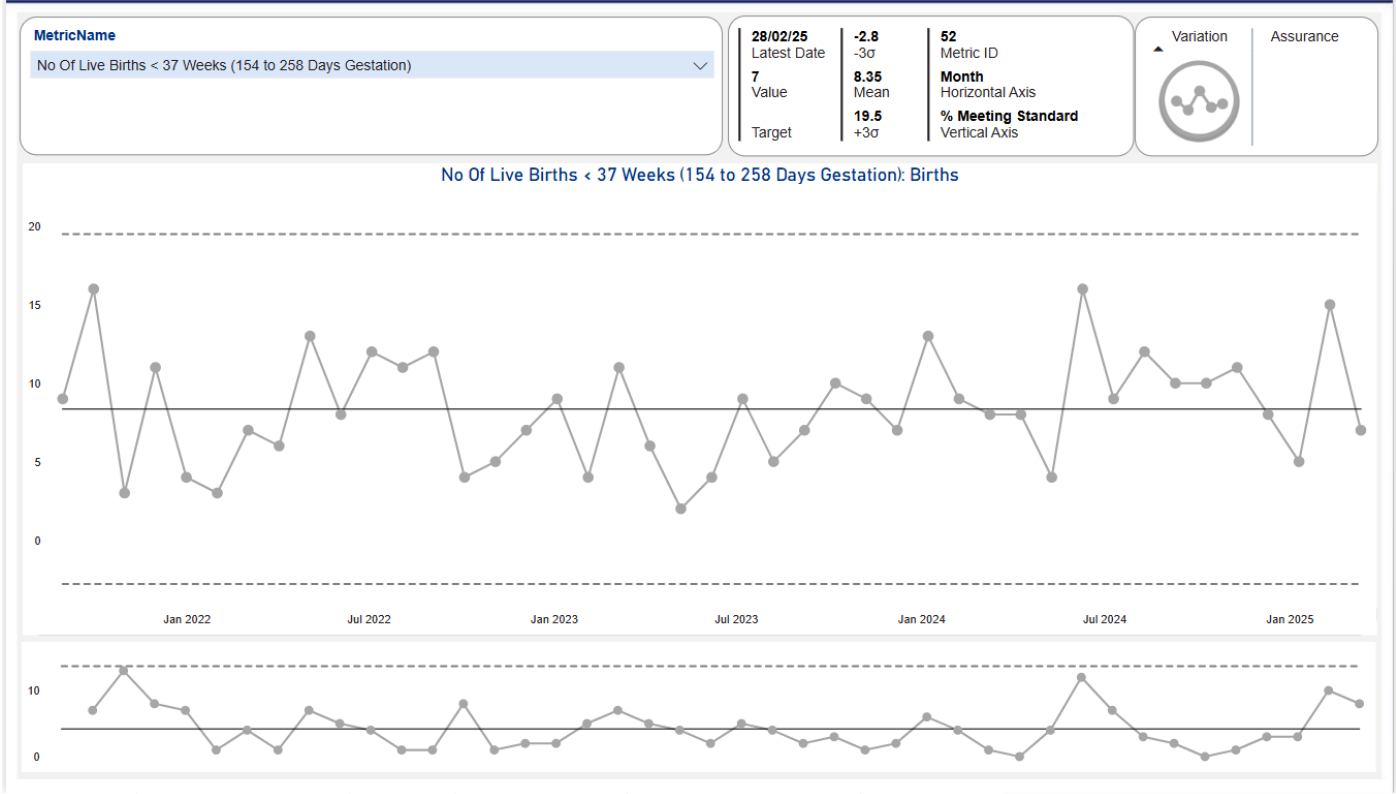 MetricName
No Of Live Births < 37 Weeks (154 to 258 Days Gestation)
28/02/25
Latest Date
7
Value
Target
-2.8
-3σ
8.35
Mean
19.5
+3σ
52
Metric ID
Month
Horizontal Axis
% Meeting Standard
Vertical Axis
Variation
Assurance
No Of Live Births < 37 Weeks (154 to 258 Days Gestation): Births
20
15
10
5
0
Jan 2022
Jul 2022
Jan 2023
Jul 2023
Jan 2024
Jul 2024
Jan 2025
10
0